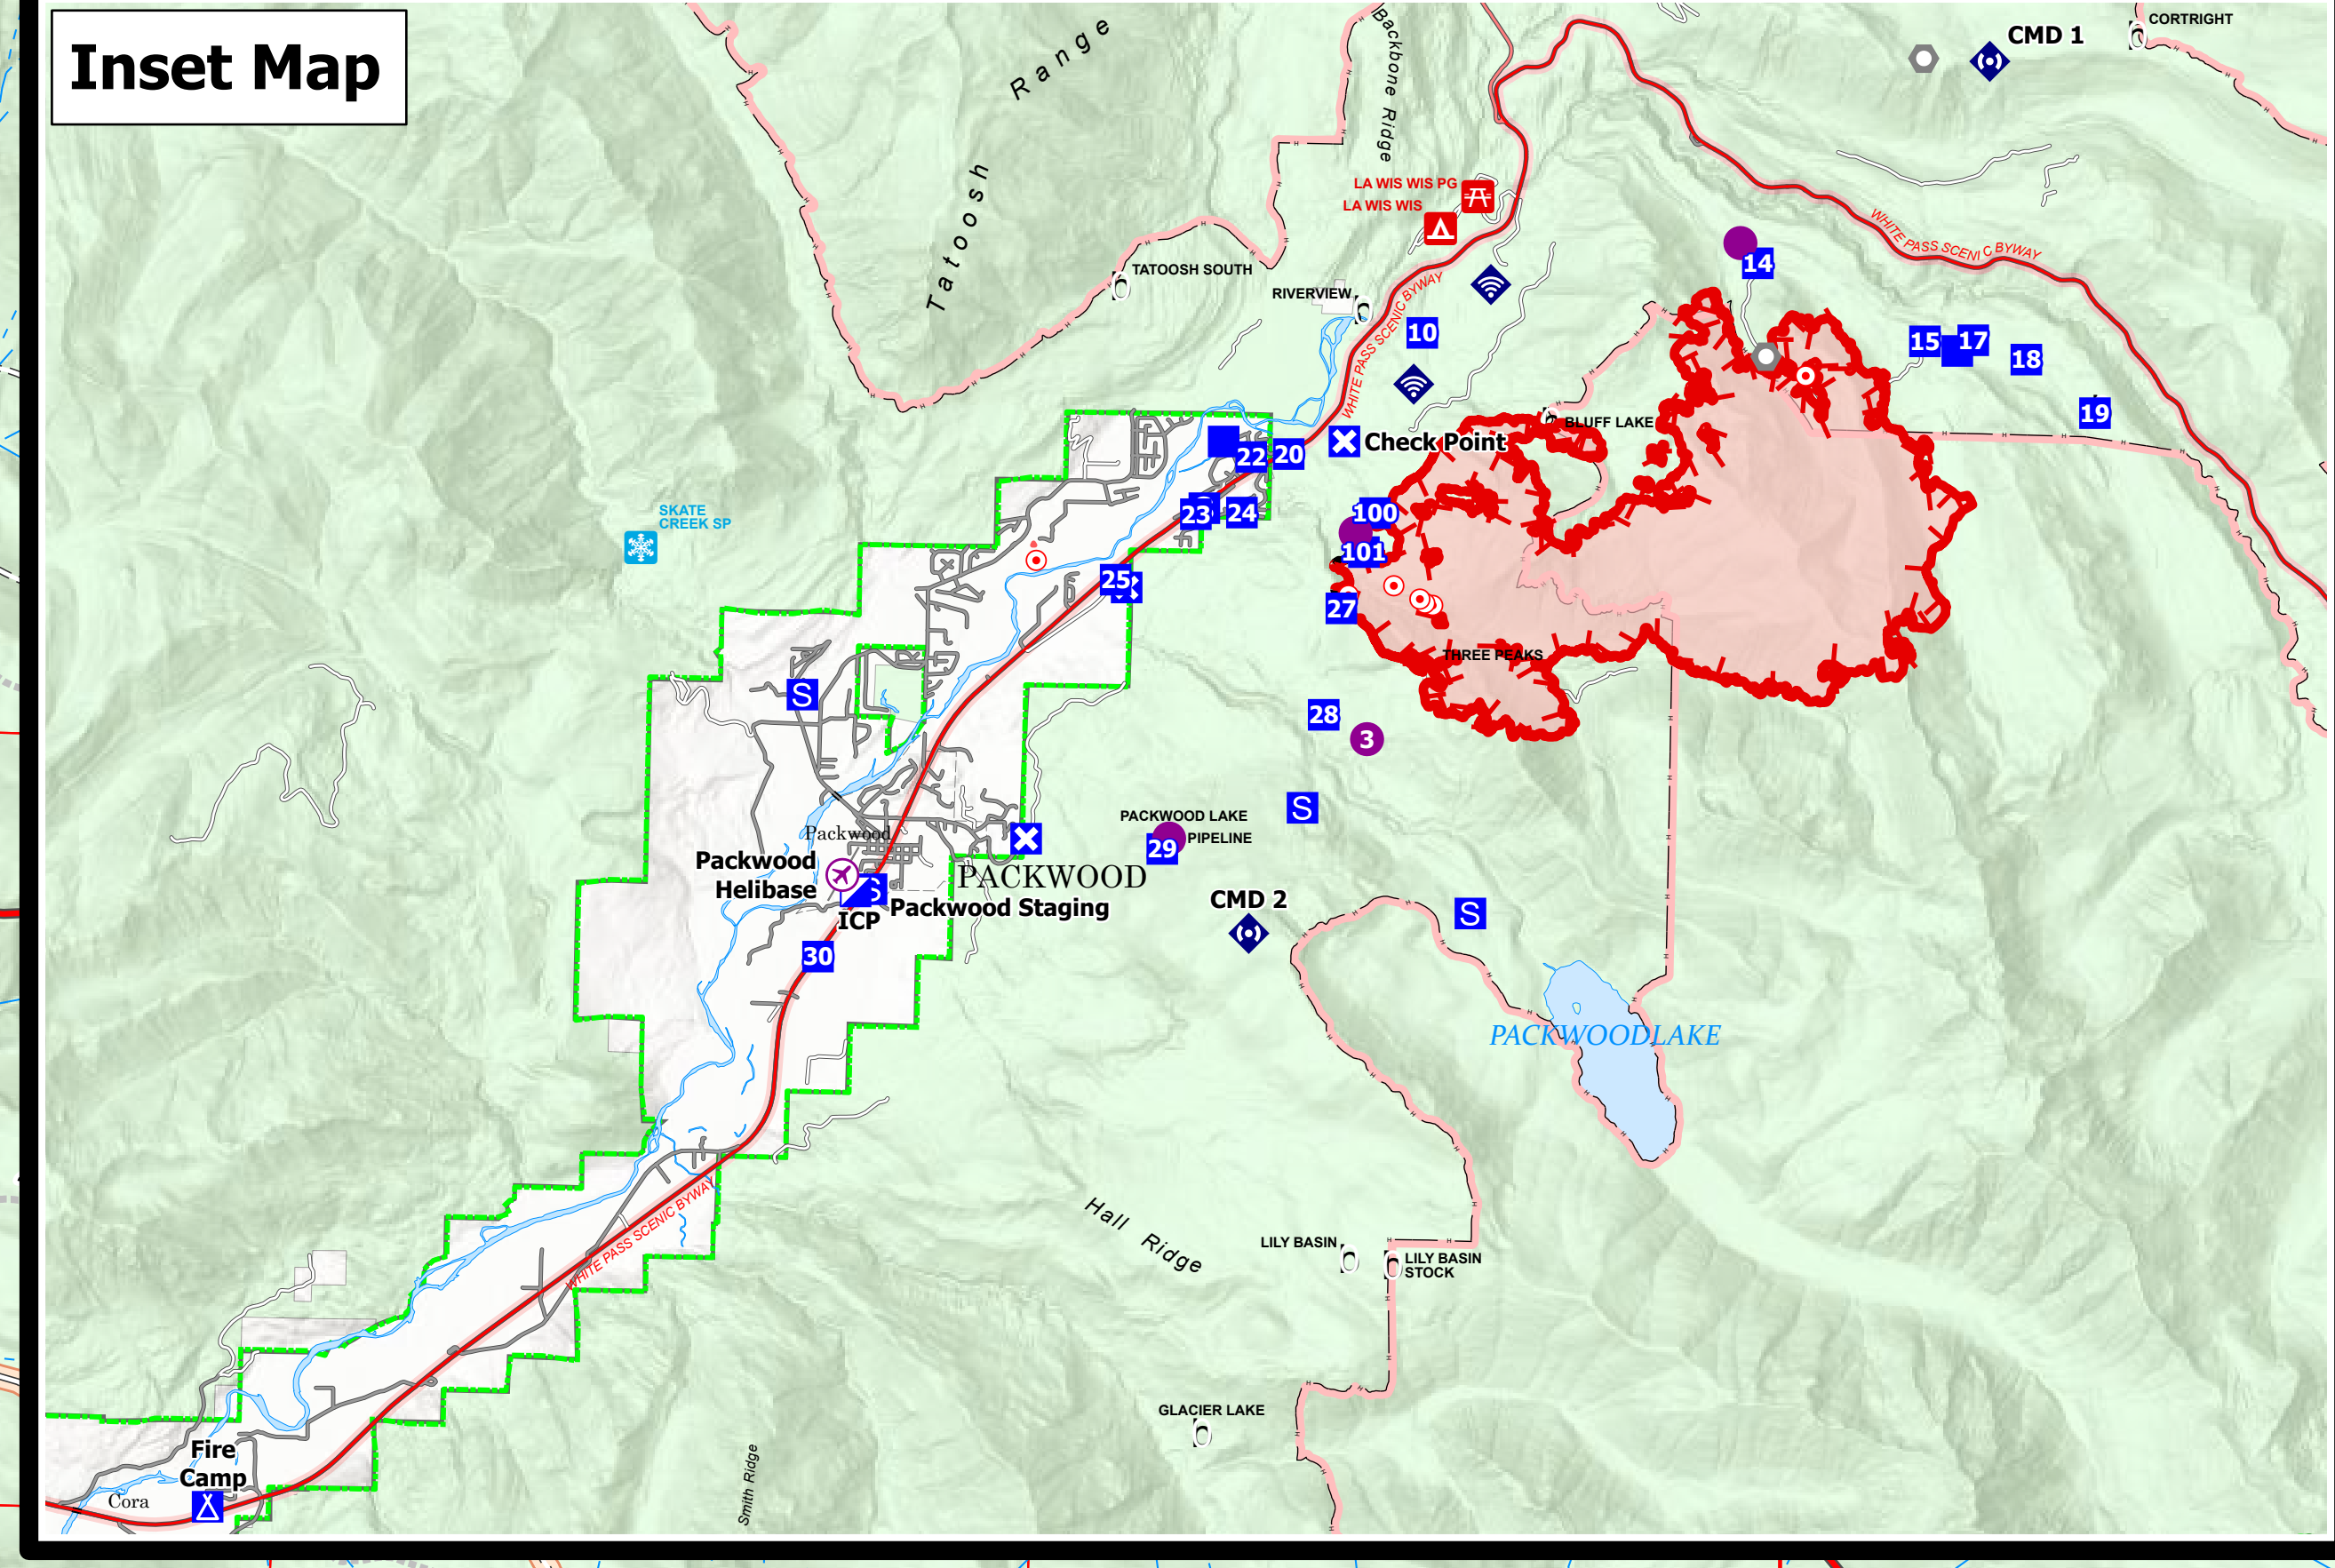 Inset Map
Tatoosh Range
Backbone Ridge
CMD 1
CORTRIGHT
LA WIS WIS PG
LA WIS WIS
WHITE PASS SCENIC BYWAY
14
TATOOSH SOUTH
RIVERVIEW
WHITE PASS SCENIC BYWAY
10
1
15
17
18
19
BLUFF LAKE
Check Point
22
20
23
24
100
101
SKATE
CREEK SP
25
27
THREE PEAKS
S
28
3
S
PACKWOOD LAKE
PIPELINE
29
Packwood
Packwood
Helibase
PACKWOOD
S
Packwood Staging
ICP
CMD 2
S
30
PACKWOODLAKE
WHITE PASS SCENIC BYWAY
Hall Ridge
LILY BASIN
LILY BASIN
STOCK
GLACIER LAKE
Smith Ridge
Fire
Camp
Cora